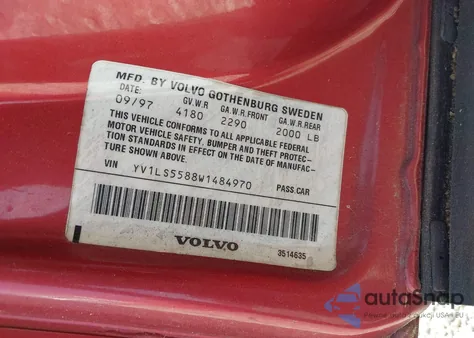 MFD. BY VOLVO GOTHENBURG SWEDEN
DATE: GV.W.R GA.W.R.FRONT GA.W.R.REAR
09/97 4180 2290 2000 LB
THIS VEHICLE CONFORMS TO ALL APPLICABLE FEDERAL
MOTOR VEHICLE SAFETY, BUMPER AND THEFT PROTEC-
TION STANDARDS IN EFFECT ON THE DATE OF MANUFAC-
TURE SHOWN ABOVE.
VIN YV1LS5588W1484970 PASS.CAR
VOLVO 3514635
autoSnap